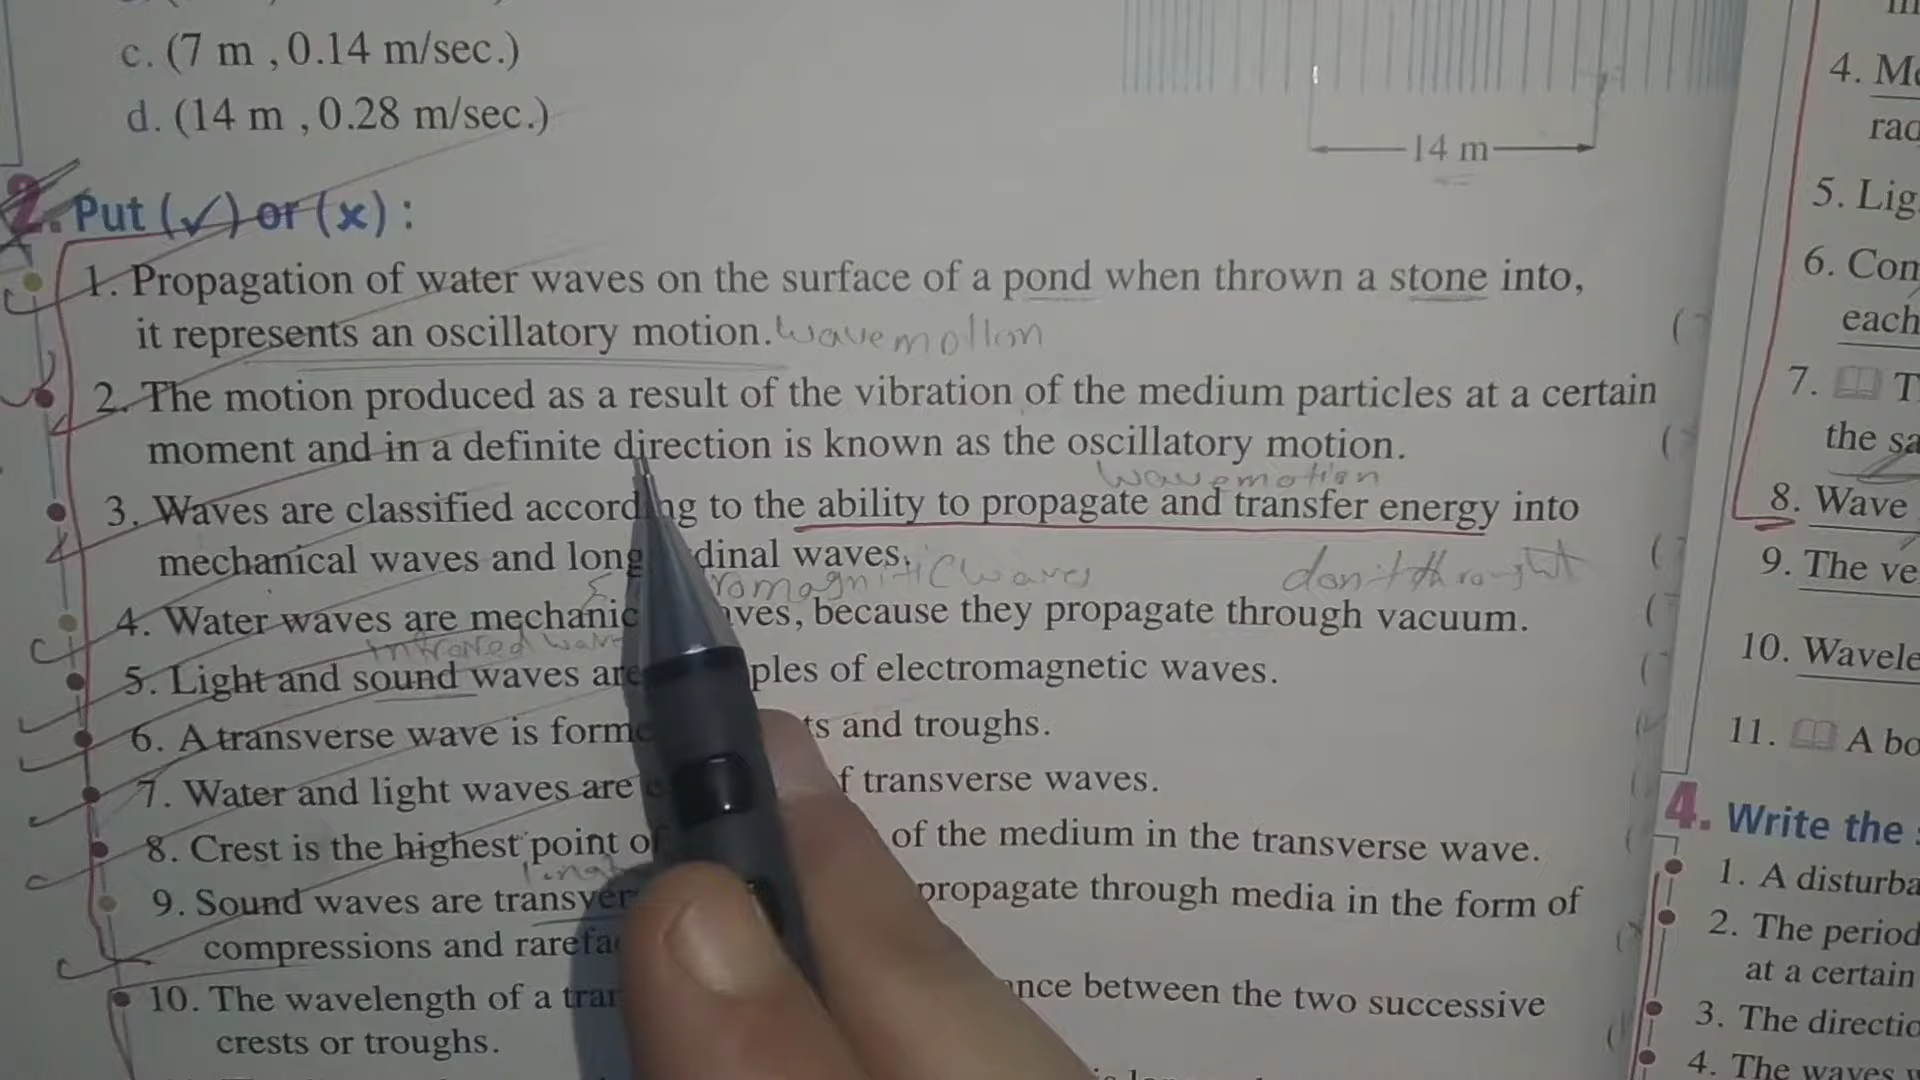 c. (7 m , 0.14 m/sec.)
d. (14 m , 0.28 m/sec.)
14 m
2. Put (✓) or (x) :
1. Propagation of water waves on the surface of a pond when thrown a stone into,
it represents an oscillatory motion. wave motion
2. The motion produced as a result of the vibration of the medium particles at a certain
moment and in a definite direction is known as the oscillatory motion.
wave motion
3. Waves are classified according to the ability to propagate and transfer energy into
mechanical waves and long dinal waves.
romagnitic waves
4. Water waves are mechanic ves, because they propagate through vacuum.
5. Light and sound waves are ples of electromagnetic waves.
6. A transverse wave is forme ts and troughs.
7. Water and light waves are f transverse waves.
8. Crest is the highest point of of the medium in the transverse wave.
9. Sound waves are transver propagate through media in the form of
compressions and rarefa
10. The wavelength of a tran nce between the two successive
crests or troughs.
4. M
rad
5. Lig
6. Con
each
7. T
the sa
8. Wave
9. The ve
10. Wavele
11. A bo
4. Write the
1. A disturba
2. The period
at a certain
3. The directio
4. The waves